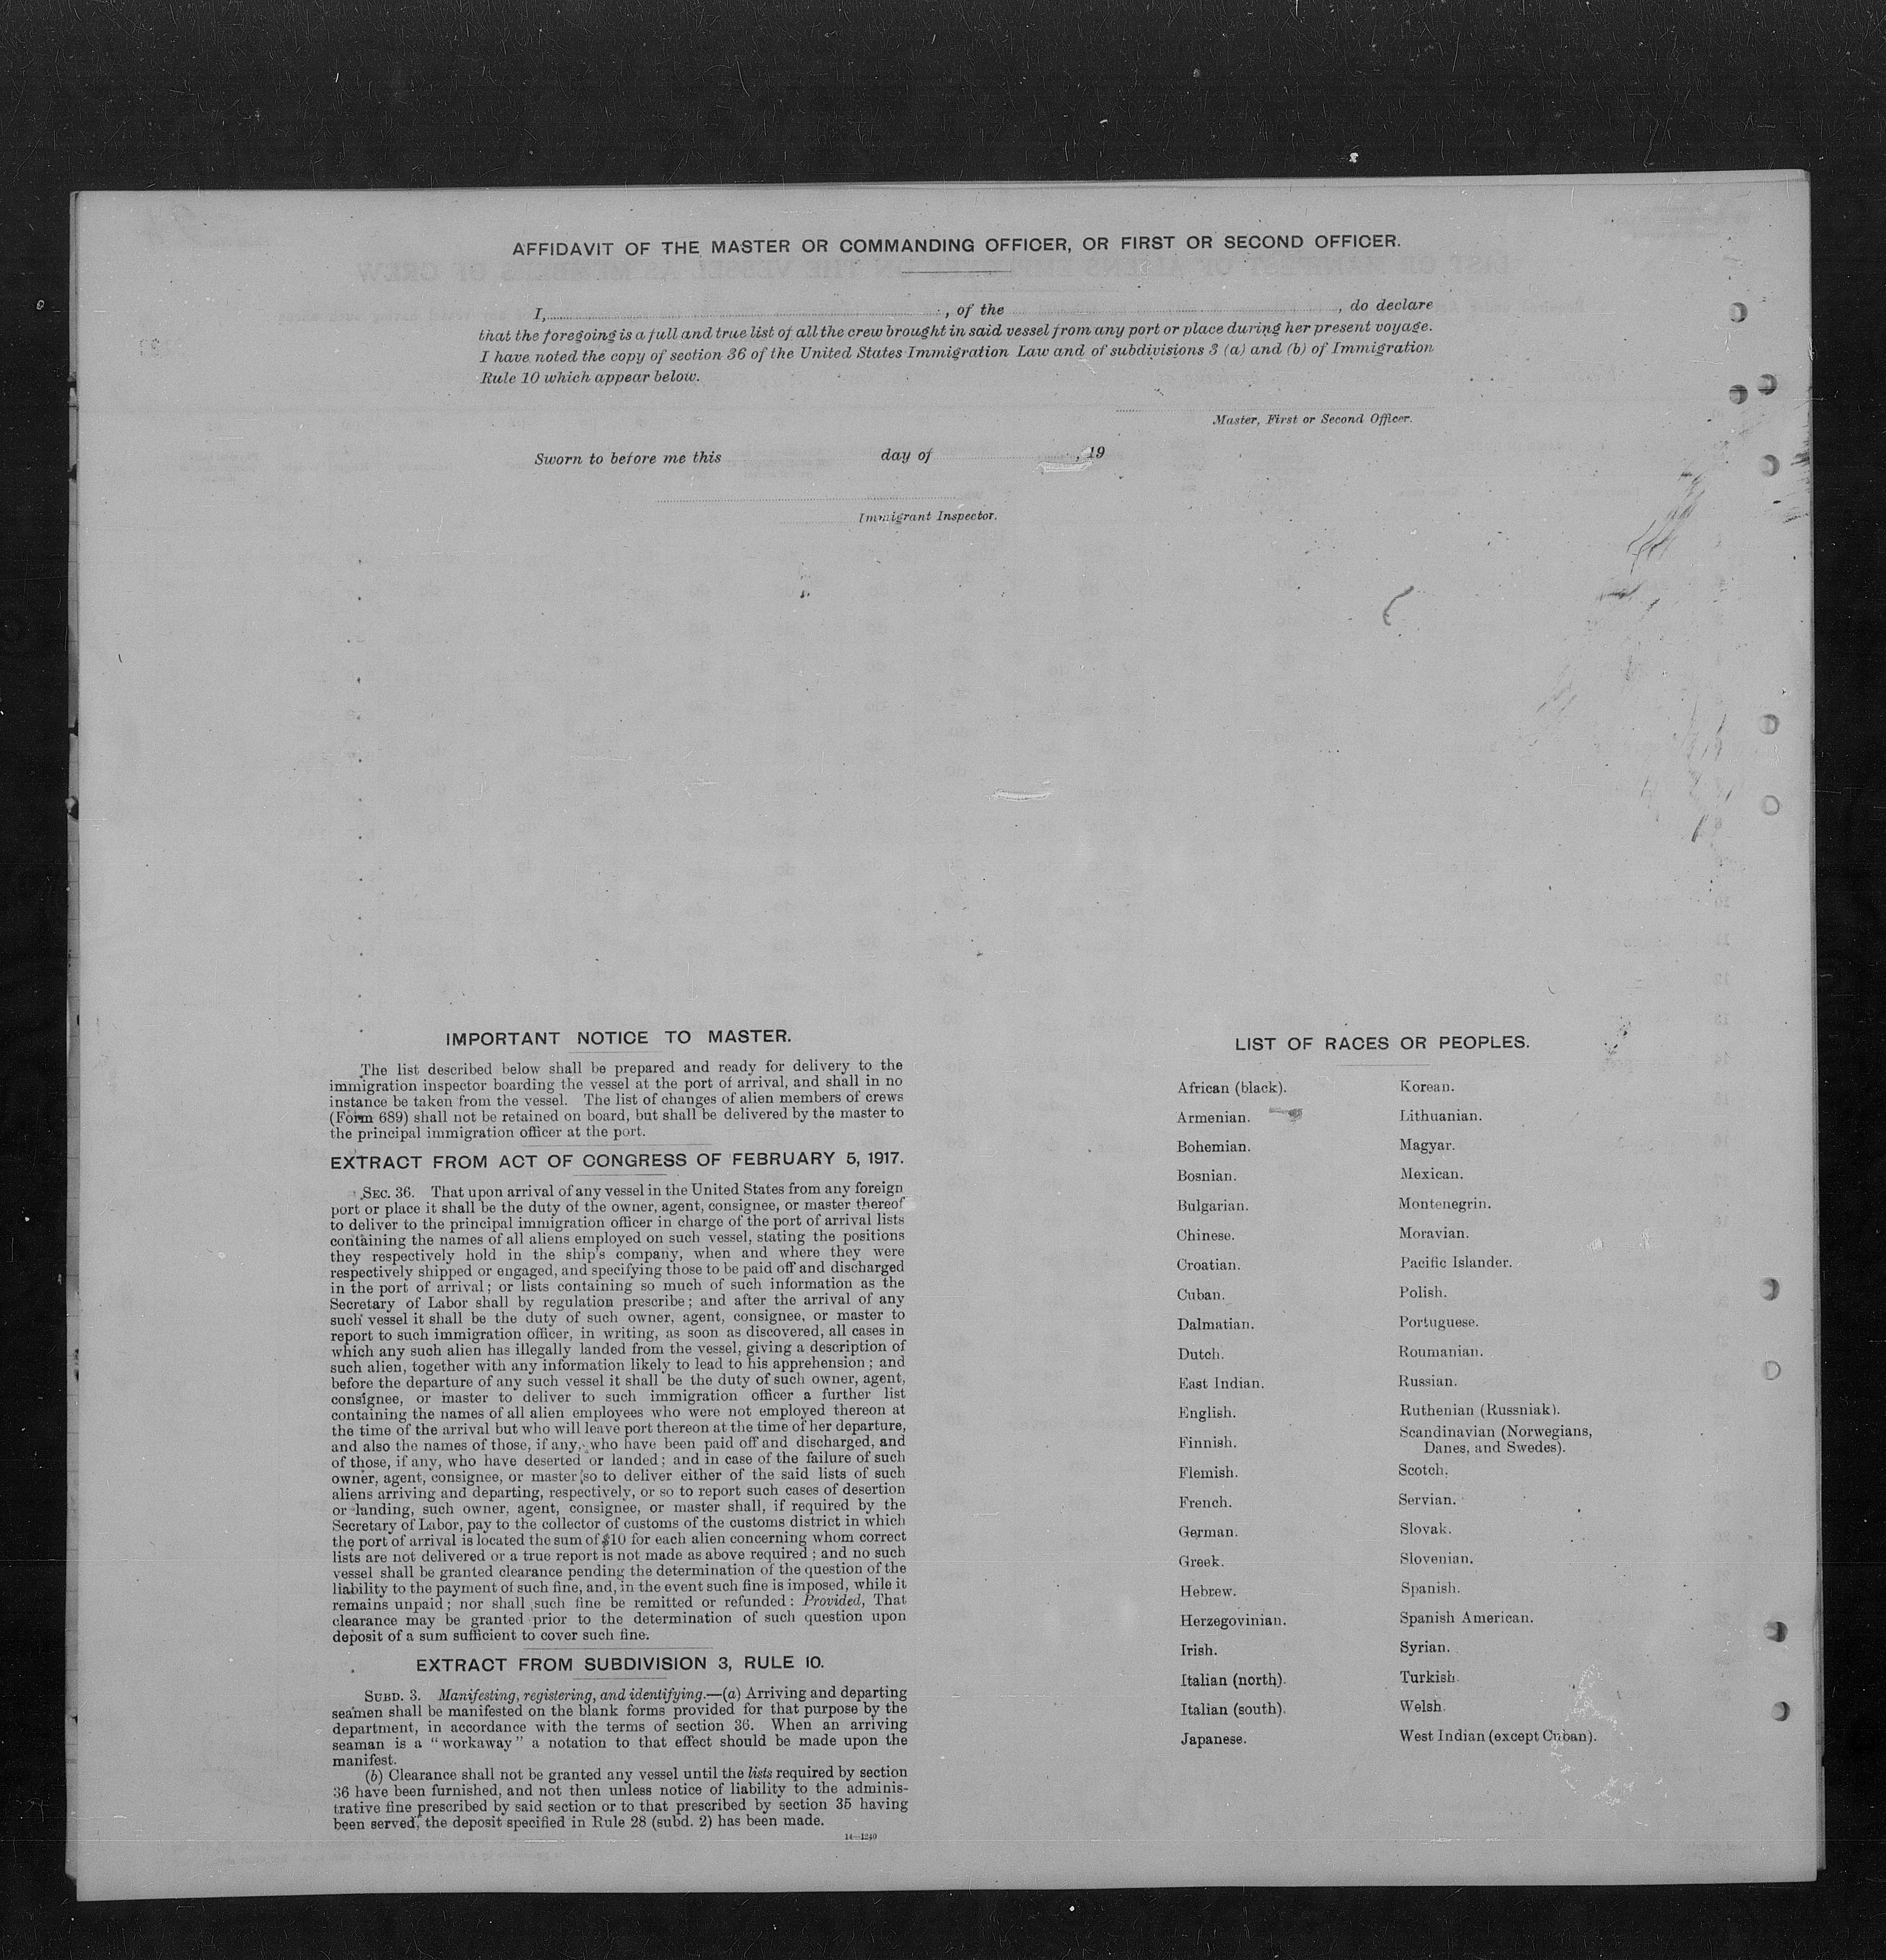 AFFIDAVIT OF THE MASTER OR COMMANDING OFFICER, OR FIRST OR SECOND OFFICER.
I, , of the , do declare
that the foregoing is a full and true list of all the crew brought in said vessel from any port or place during her present voyage.
I have noted the copy of section 36 of the United States Immigration Law and of subdivisions 3 (a) and (b) of Immigration
Rule 10 which appear below.
Master, First or Second Officer.
Sworn to before me this day of , 19
Immigrant Inspector.
IMPORTANT NOTICE TO MASTER.
The list described below shall be prepared and ready for delivery to the
immigration inspector boarding the vessel at the port of arrival, and shall in no
instance be taken from the vessel. The list of changes of alien members of crews
(Form 689) shall not be retained on board, but shall be delivered by the master to
the principal immigration officer at the port.
EXTRACT FROM ACT OF CONGRESS OF FEBRUARY 5, 1917.
SEC. 36. That upon arrival of any vessel in the United States from any foreign
port or place it shall be the duty of the owner, agent, consignee, or master thereof
to deliver to the principal immigration officer in charge of the port of arrival lists
containing the names of all aliens employed on such vessel, stating the positions
they respectively hold in the ship's company, when and where they were
respectively shipped or engaged, and specifying those to be paid off and discharged
in the port of arrival; or lists containing so much of such information as the
Secretary of Labor shall by regulation prescribe; and after the arrival of any
such vessel it shall be the duty of such owner, agent, consignee, or master to
report to such immigration officer, in writing, as soon as discovered, all cases in
which any such alien has illegally landed from the vessel, giving a description of
such alien, together with any information likely to lead to his apprehension; and
before the departure of any such vessel it shall be the duty of such owner, agent,
consignee, or master to deliver to such immigration officer a further list
containing the names of all alien employees who were not employed thereon at
the time of the arrival but who will leave port thereon at the time of her departure,
and also the names of those, if any, who have been paid off and discharged, and
of those, if any, who have deserted or landed; and in case of the failure of such
owner, agent, consignee, or master so to deliver either of the said lists of such
aliens arriving and departing, respectively, or so to report such cases of desertion
or landing, such owner, agent, consignee, or master shall, if required by the
Secretary of Labor, pay to the collector of customs of the customs district in which
the port of arrival is located the sum of $10 for each alien concerning whom correct
lists are not delivered or a true report is not made as above required; and no such
vessel shall be granted clearance pending the determination of the question of the
liability to the payment of such fine, and, in the event such fine is imposed, while it
remains unpaid; nor shall such fine be remitted or refunded: Provided, That
clearance may be granted prior to the determination of such question upon
deposit of a sum sufficient to cover such fine.
EXTRACT FROM SUBDIVISION 3, RULE 10.
SUBD. 3. Manifesting, registering, and identifying.—(a) Arriving and departing
seamen shall be manifested on the blank forms provided for that purpose by the
department, in accordance with the terms of section 36. When an arriving
seaman is a "workaway" a notation to that effect should be made upon the
manifest.
(b) Clearance shall not be granted any vessel until the lists required by section
36 have been furnished, and not then unless notice of liability to the adminis-
trative fine prescribed by said section or to that prescribed by section 35 having
been served, the deposit specified in Rule 28 (subd. 2) has been made.
14—1240
LIST OF RACES OR PEOPLES.
African (black).
Armenian.
Bohemian.
Bosnian.
Bulgarian.
Chinese.
Croatian.
Cuban.
Dalmatian.
Dutch.
East Indian.
English.
Finnish.
Flemish.
French.
German.
Greek.
Hebrew.
Herzegovinian.
Irish.
Italian (north).
Italian (south).
Japanese.
Korean.
Lithuanian.
Magyar.
Mexican.
Montenegrin.
Moravian.
Pacific Islander.
Polish.
Portuguese.
Roumanian.
Russian.
Ruthenian (Russniak).
Scandinavian (Norwegians,
Danes, and Swedes).
Scotch.
Servian.
Slovak.
Slovenian.
Spanish.
Spanish American.
Syrian.
Turkish.
Welsh.
West Indian (except Cuban).